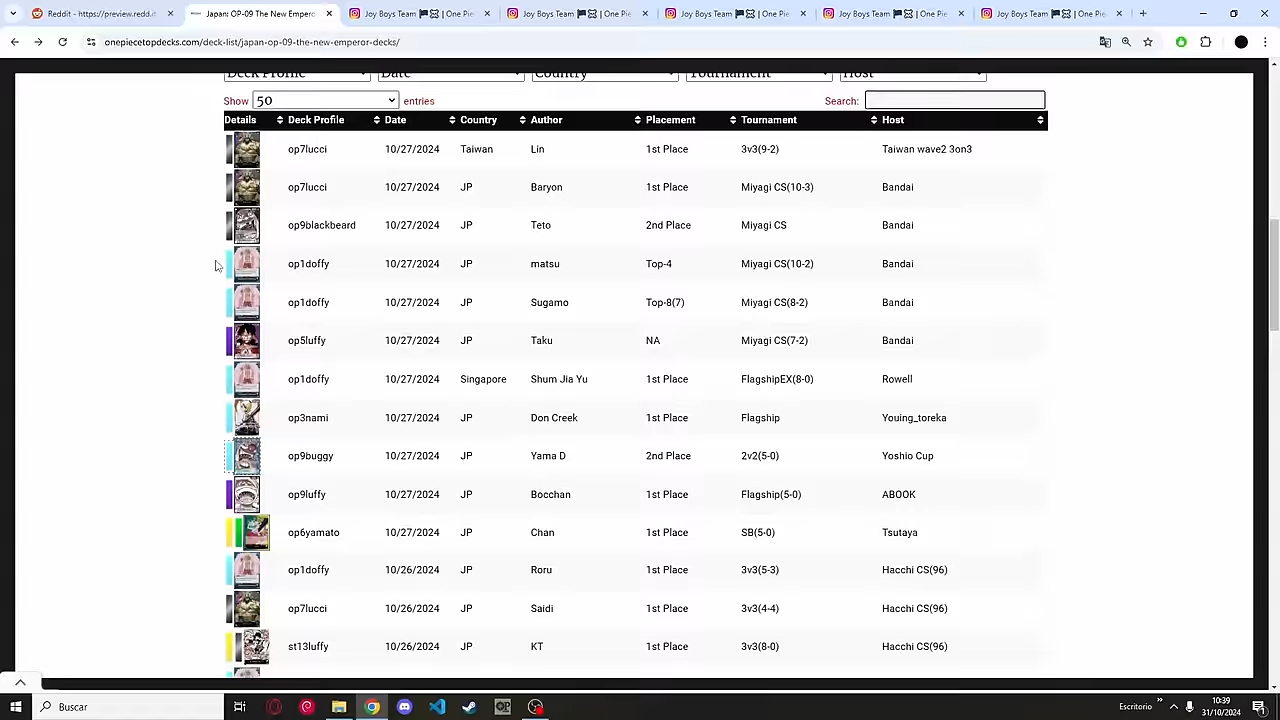 Reddit - https://preview.redd.it
Japan: OP-09 The New Empero
Joy Boys Team 🏴☠️ | One Pie
Joy Boys Team 🏴☠️ | One Pie
Joy Boys Team 🏴☠️ | One Pie
Joy Boys Team 🏴☠️ | One Pie
Joy Boys Team 🏴☠️ | One Pie
onepiecetopdecks.com/deck-list/japan-op-09-the-new-emperor-decks/
Deck Profile Date Country Tournament Host
Show 50 entries Search:
Details Deck Profile Date Country Author Placement Tournament Host
op7lucci 10/27/2024 Taiwan Lin 1st Place 3v3(9-2) Taiwan wave2 3on3
op7lucci 10/27/2024 JP Baryon 1st Place Miyagi CS(10-3) Bandai
op9blackbeard 10/27/2024 JP Teto 2nd Place Miyagi CS Bandai
op1doffy 10/27/2024 JP matsu Top-4 Miyagi CS(10-2) Bandai
op1doffy 10/27/2024 JP Sugamo Top-8(7) Miyagi CS(8-2) Bandai
op5luffy 10/27/2024 JP Taku NA Miyagi CS(7-2) Bandai
op1doffy 10/27/2024 Singapore Shum Jia Yu 1st Place FlagshipEX(8-0) Rowell
op3nami 10/27/2024 JP Don Creek 1st Place Flagship Youing_toreka
op9buggy 10/27/2024 JP Yama D 2nd Place 2v2(5-0) Yoshio Cup
op9luffy 10/27/2024 JP Bocchan 1st Place Flagship(5-0) ABOOK
op6yamato 10/27/2024 JP Chan 1st Place SB(5-0) Tsutaya
op1doffy 10/26/2024 JP Roru 1st Place 3v3(5-3) Hacchi CS(96)
op7lucci 10/26/2024 JP Saidi 1st Place 3v3(4-4) Hacchi CS(96)
st13luffy 10/26/2024 JP KT 1st Place 3v3(8-0) Hacchi CS(96)
Buscar
OP
Escritorio
10:39
31/10/2024